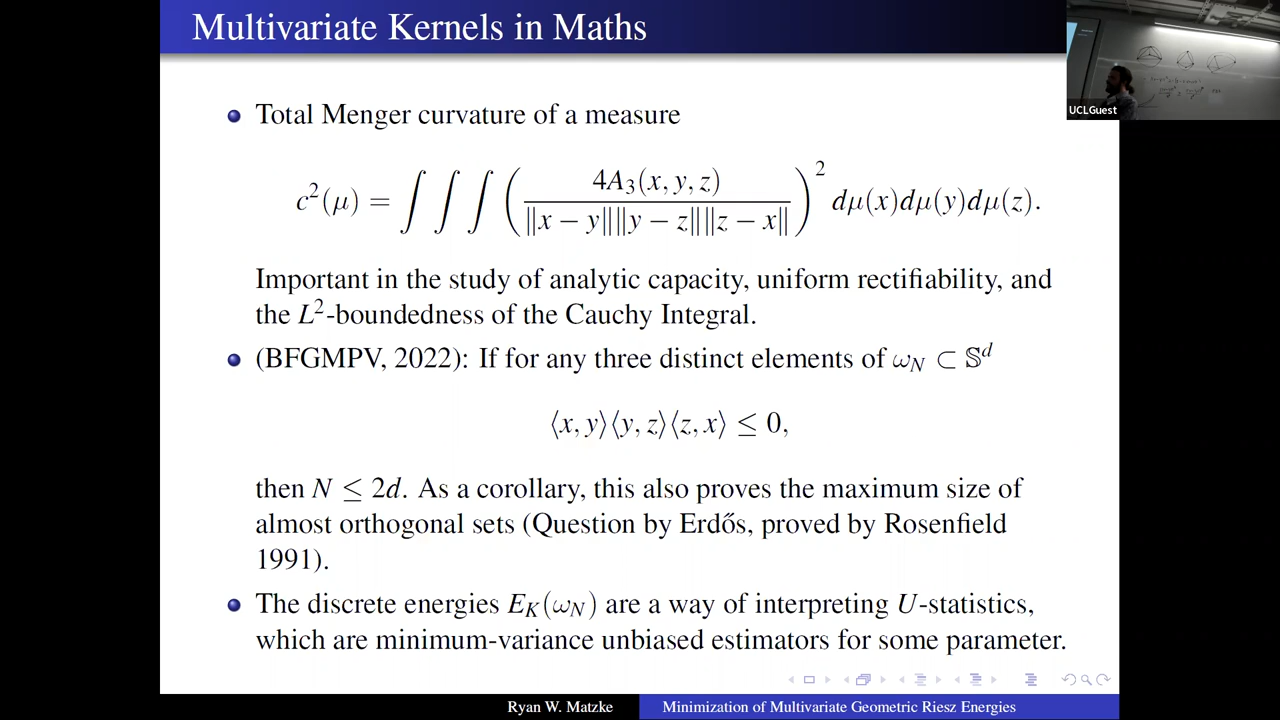 Multivariate Kernels in Maths
UCLGuest
Total Menger curvature of a measure
c²(μ) = ∫ ∫ ∫ ( 4A₃(x, y, z) / ‖x − y‖‖y − z‖‖z − x‖ )² dμ(x)dμ(y)dμ(z).
Important in the study of analytic capacity, uniform rectifiability, and
the L²-boundedness of the Cauchy Integral.
(BFGMPV, 2022): If for any three distinct elements of ω_N ⊂ 𝕊^d
⟨x, y⟩⟨y, z⟩⟨z, x⟩ ≤ 0,
then N ≤ 2d. As a corollary, this also proves the maximum size of
almost orthogonal sets (Question by Erdős, proved by Rosenfield
1991).
The discrete energies E_K(ω_N) are a way of interpreting U-statistics,
which are minimum-variance unbiased estimators for some parameter.
Ryan W. Matzke
Minimization of Multivariate Geometric Riesz Energies